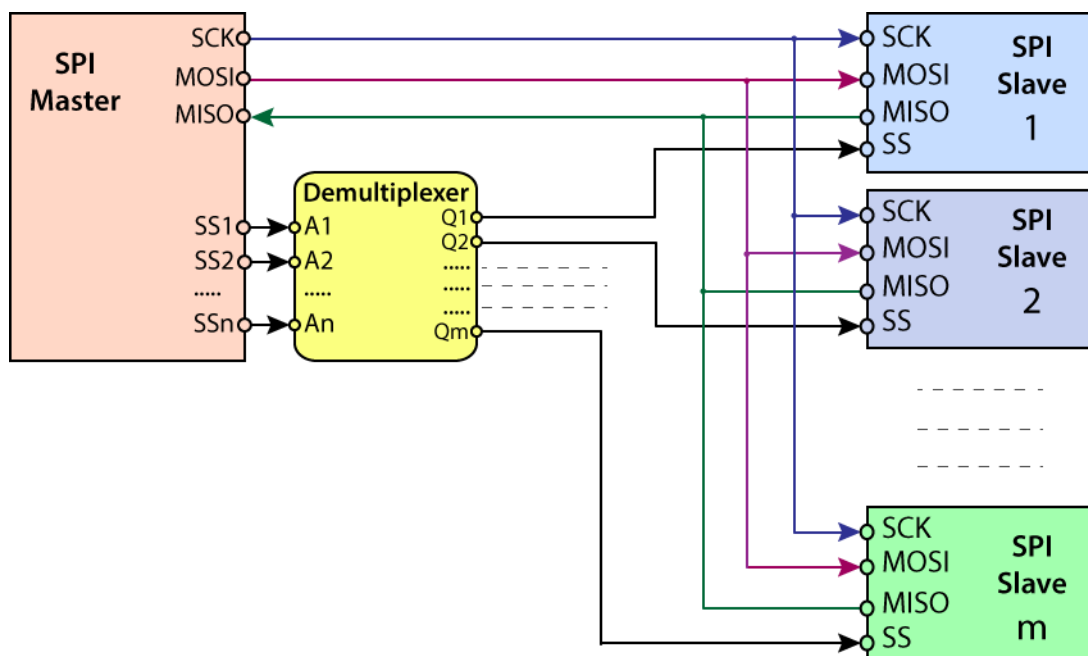 SPI
Master
SCK
MOSI
MISO
SS1
SS2
.....
SSn
Demultiplexer
A1
A2
.....
An
Q1
Q2
.....
.....
.....
Qm
SCK
MOSI
MISO
SS
SPI
Slave
1
SCK
MOSI
MISO
SS
SPI
Slave
2
SCK
MOSI
MISO
SS
SPI
Slave
m